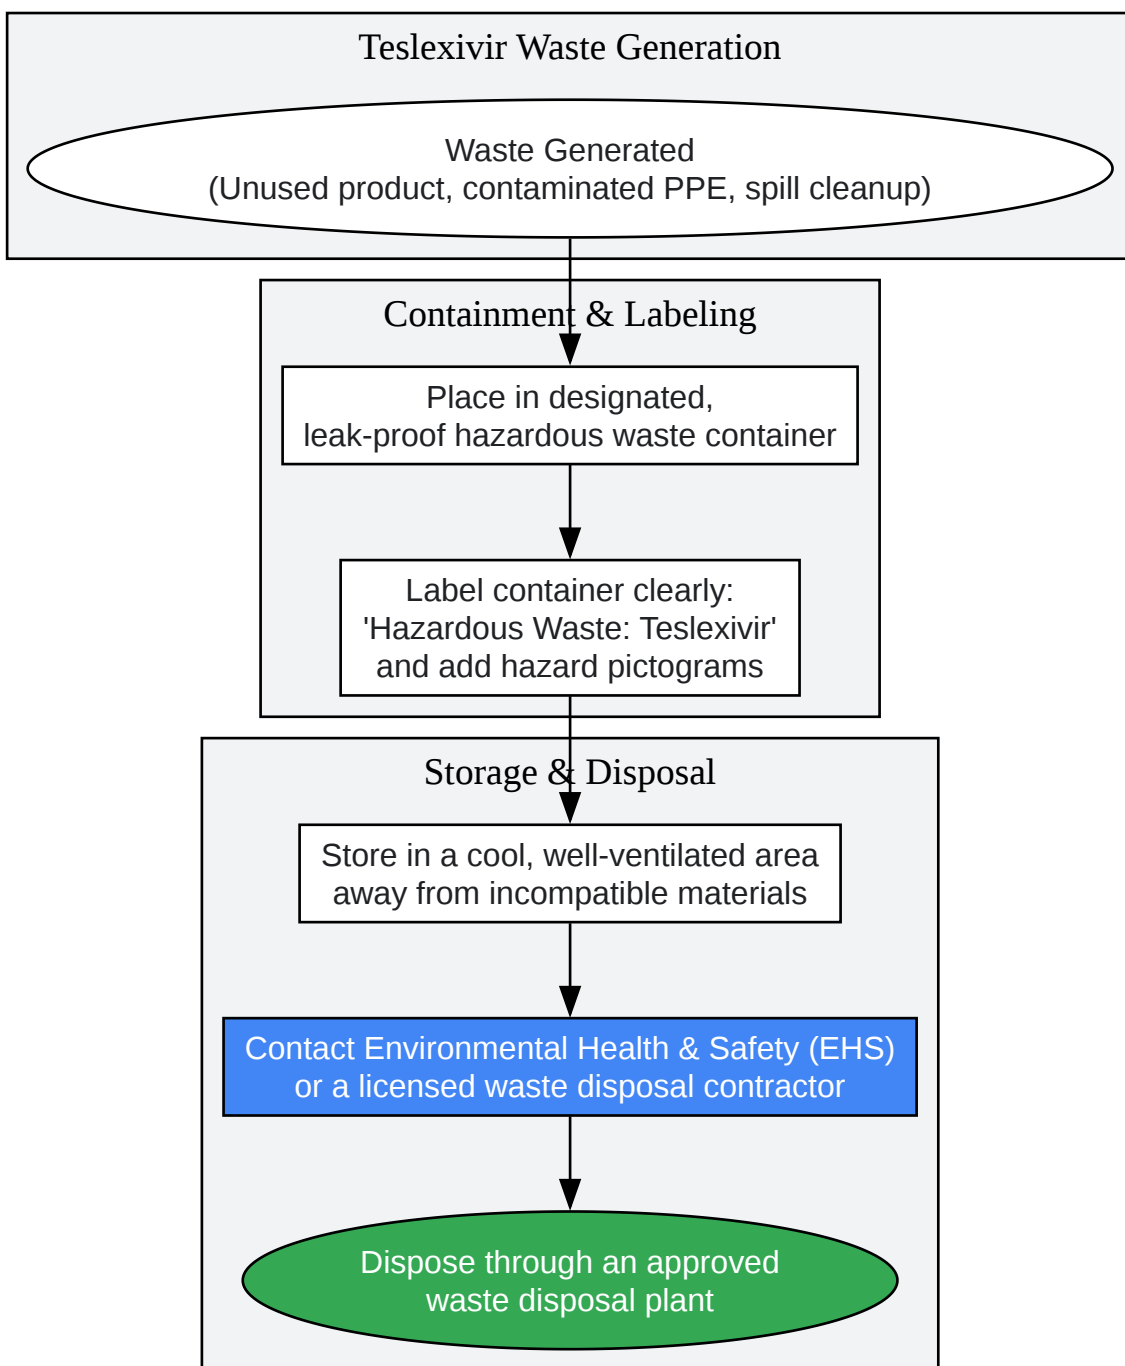 Teslexivir Waste Generation
Waste Generated
(Unused product, contaminated PPE, spill cleanup)
Containment & Labeling
Place in designated,
leak-proof hazardous waste container
Label container clearly:
'Hazardous Waste: Teslexivir'
and add hazard pictograms
Storage & Disposal
Store in a cool, well-ventilated area
away from incompatible materials
Contact Environmental Health & Safety (EHS)
or a licensed waste disposal contractor
Dispose through an approved
waste disposal plant